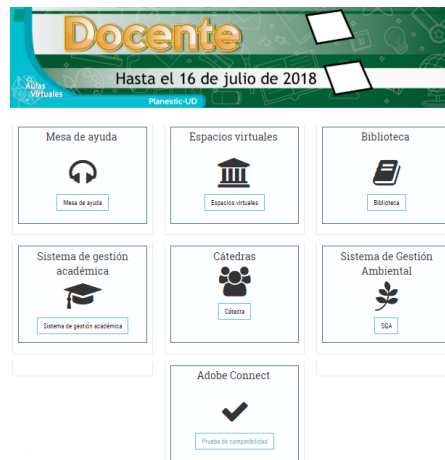 Docente
Hasta el 16 de julio de 2018
Aulas
Virtuales
Planestic-UD
Mesa de ayuda
Mesa de ayuda
Espacios virtuales
Espacios virtuales
Biblioteca
Biblioteca
Sistema de gestión
académica
Sistema de gestión académica
Cátedras
Cátedra
Sistema de Gestión
Ambiental
SGA
Adobe Connect
Prueba de compatibilidad